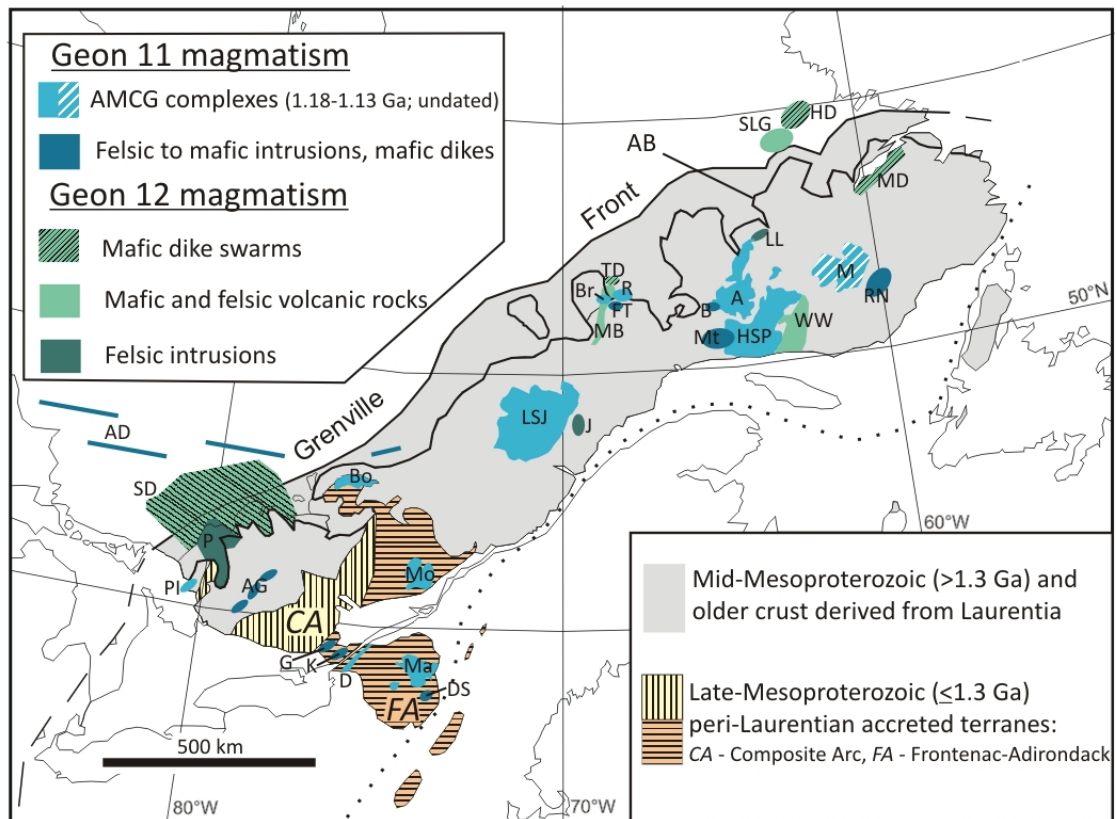 Geon 11 magmatism
AMCG complexes (1.18-1.13 Ga; undated)
Felsic to mafic intrusions, mafic dikes
Geon 12 magmatism
Mafic dike swarms
Mafic and felsic volcanic rocks
Felsic intrusions
HD
SLG
AB
MD
Front
LL
TD
Br
R
FT
MB
A
B
Mt
HSP
WW
M
RN
50°N
LSJ
J
Grenville
AD
SD
Bo
P
PI
AG
Mo
CA
G
K
D
Ma
DS
FA
60°W
500 km
80°W
70°W
Mid-Mesoproterozoic (>1.3 Ga) and
older crust derived from Laurentia
Late-Mesoproterozoic (≤1.3 Ga)
peri-Laurentian accreted terranes:
CA - Composite Arc, FA - Frontenac-Adirondack